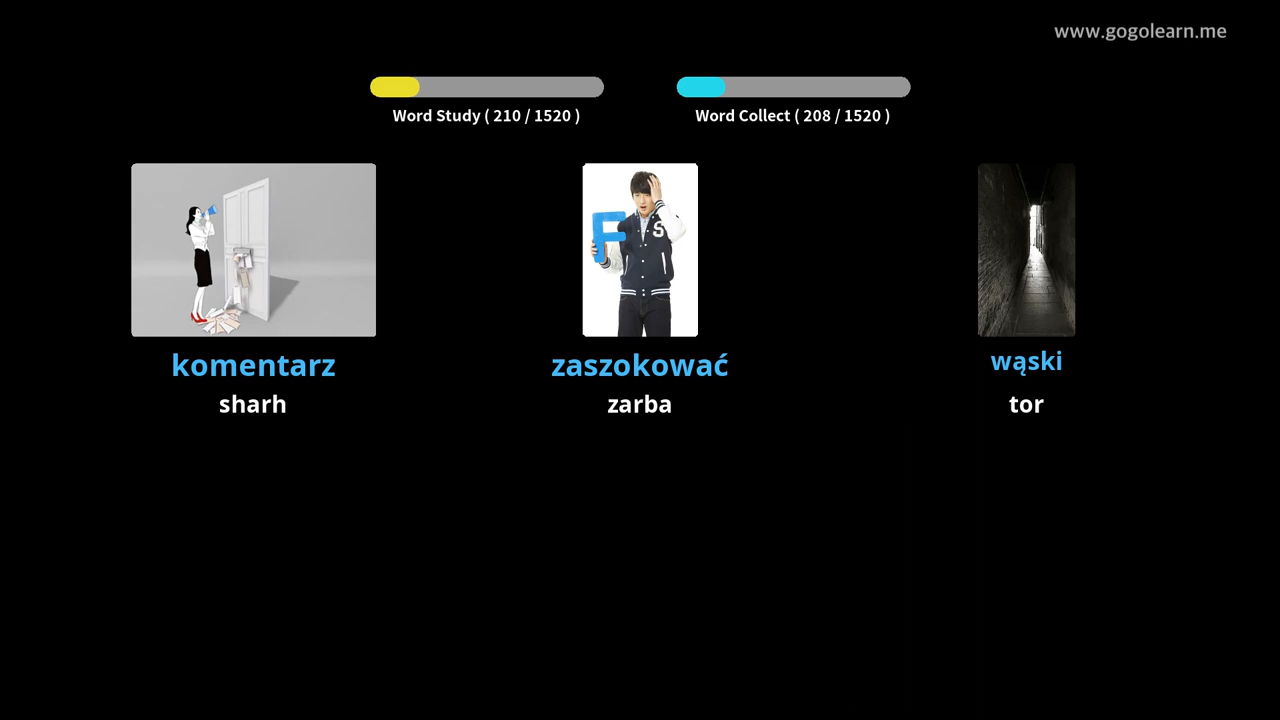 www.gogolearn.me
Word Study ( 210 / 1520 )
Word Collect ( 208 / 1520 )
F
S
komentarz
zaszokować
wąski
sharh
zarba
tor